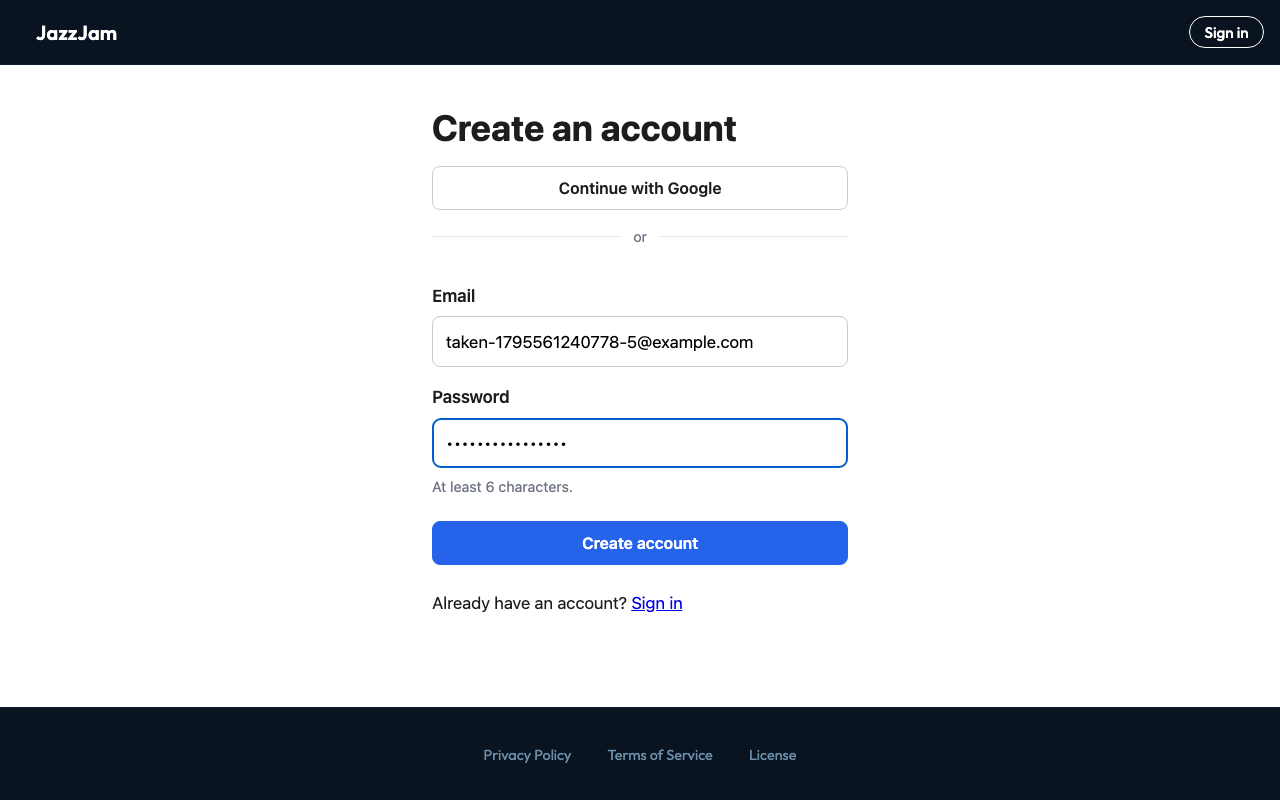 JazzJam
Sign in
Create an account
Continue with Google
or
Email
taken-1795561240778-5@example.com
Password
••••••••••••••••
At least 6 characters.
Create account
Already have an account? Sign in
Privacy Policy
Terms of Service
License